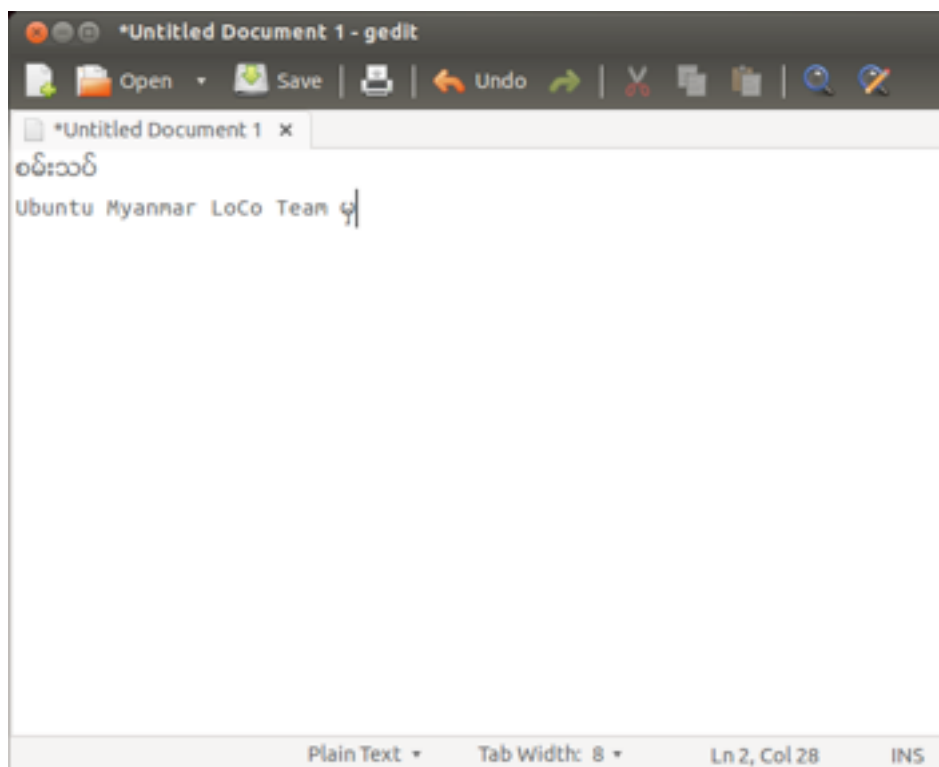 *Untitled Document 1 - gedit
Open Save Undo
*Untitled Document 1 ×
စမ်းသပ်
Ubuntu Myanmar LoCo Team မှ
Plain Text Tab Width: 8 Ln 2, Col 28 INS